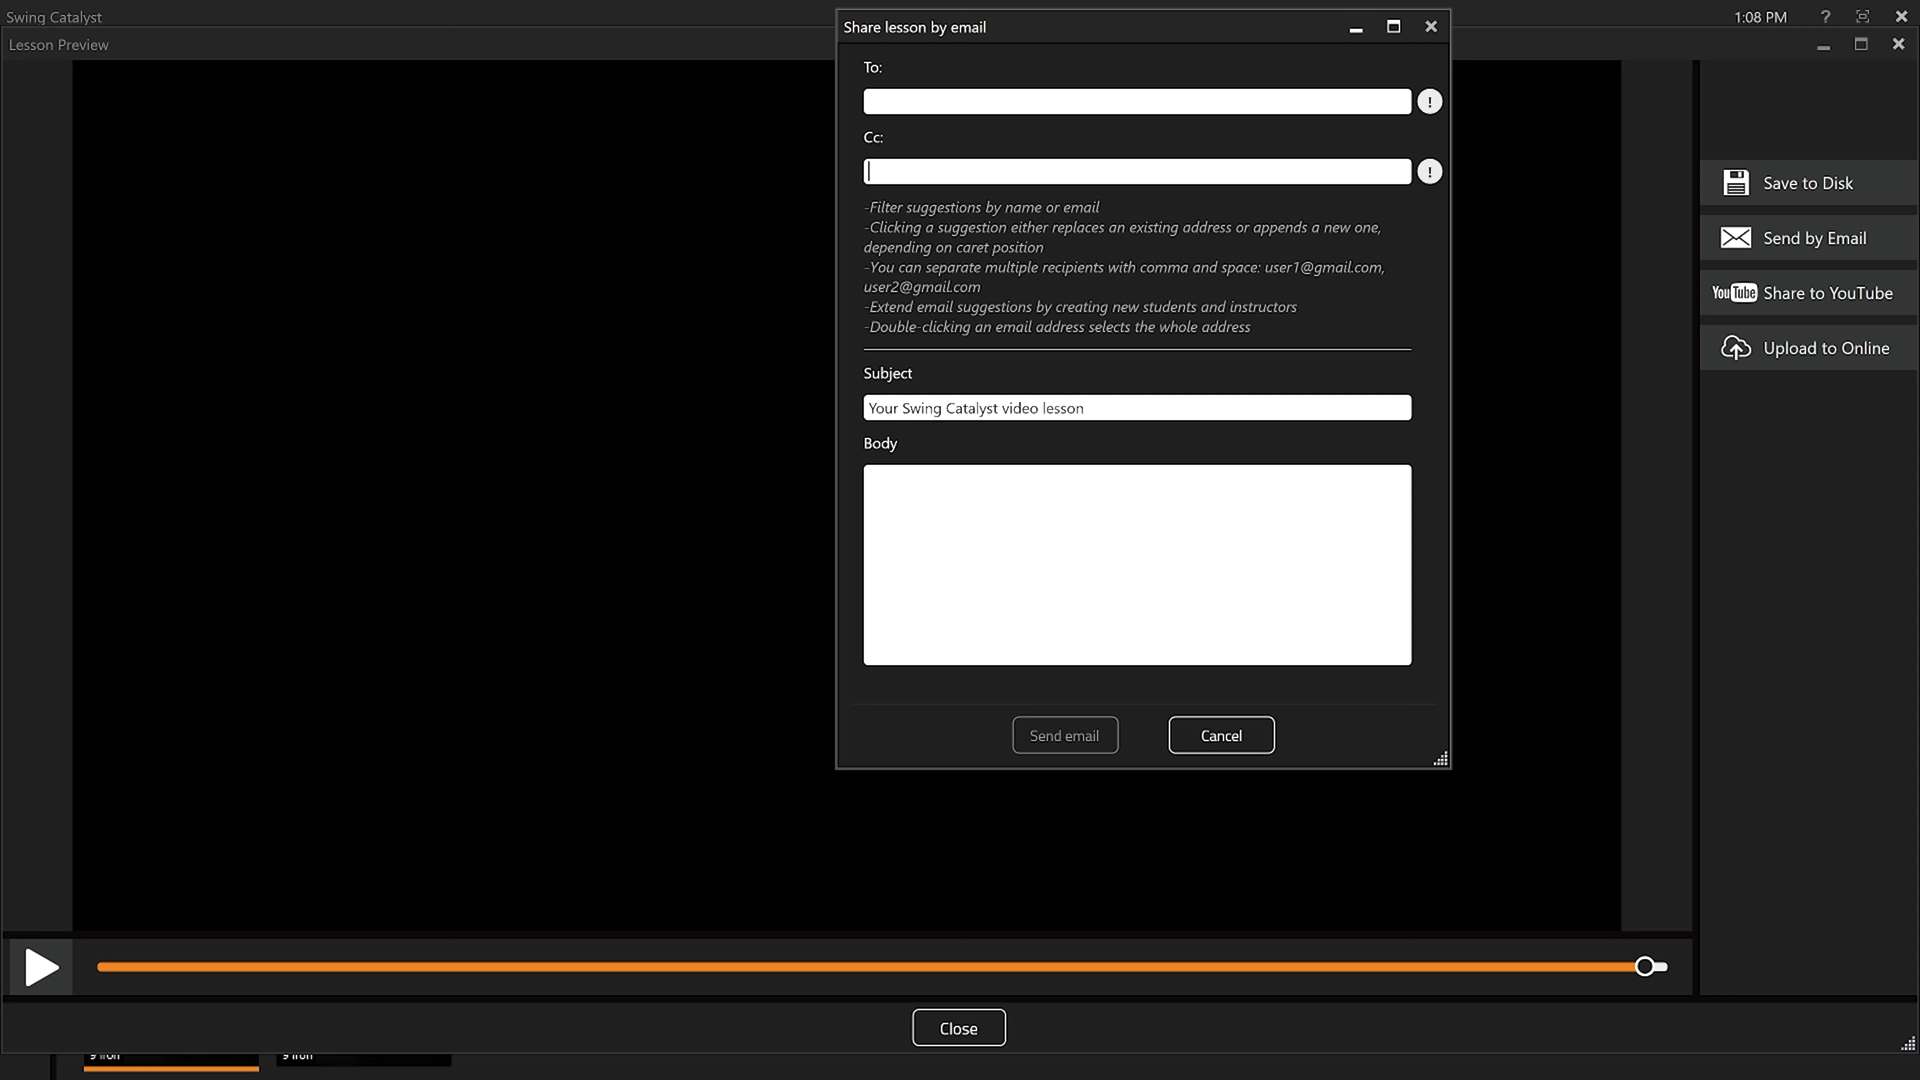 Swing Catalyst
1:08 PM
?
Lesson Preview
Share lesson by email
To:
!
Cc:
!
-Filter suggestions by name or email
-Clicking a suggestion either replaces an existing address or appends a new one,
depending on caret position
-You can separate multiple recipients with comma and space: user1@gmail.com,
user2@gmail.com
-Extend email suggestions by creating new students and instructors
-Double-clicking an email address selects the whole address
Subject
Your Swing Catalyst video lesson
Body
Send email
Cancel
Save to Disk
Send by Email
YouTube Share to YouTube
Upload to Online
Close
9 Iron
9 Iron